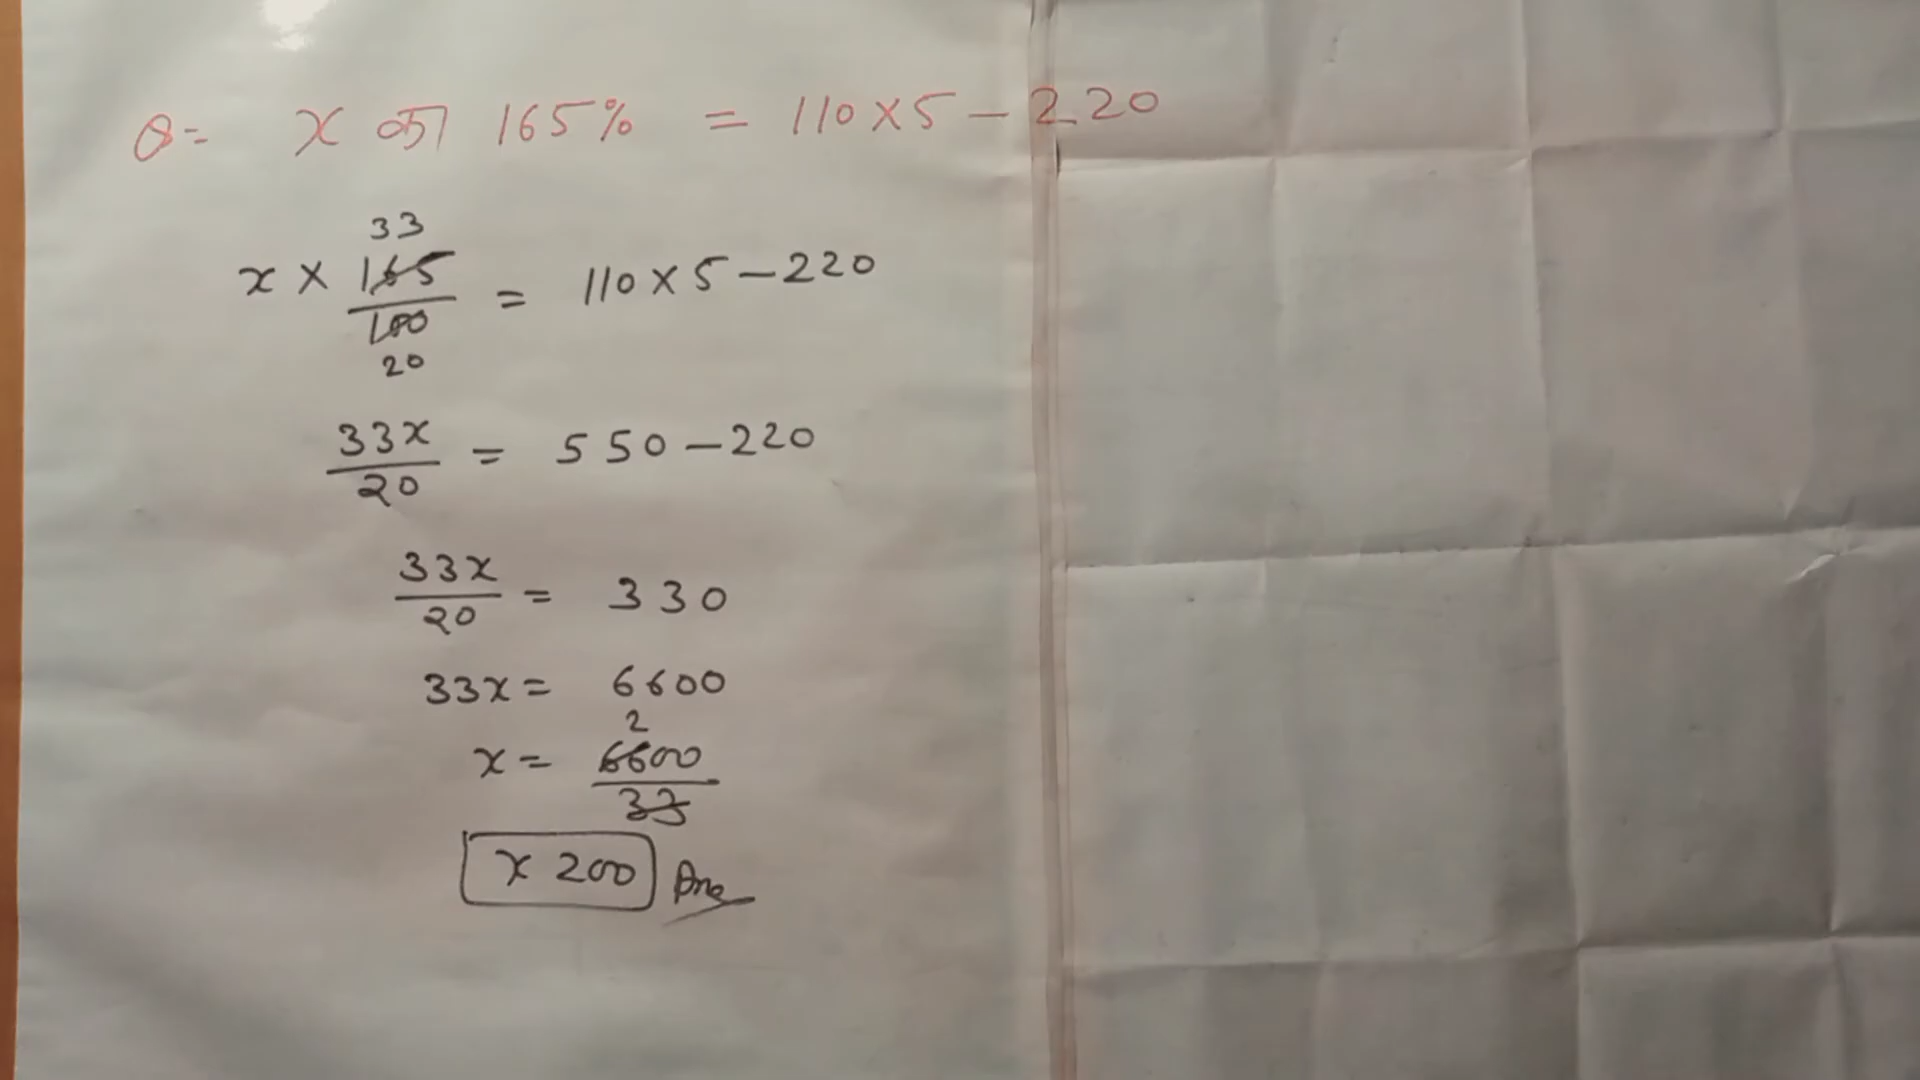 Q= x का 165% = 110×5-220
33
x × 165/100 = 110×5-220
20
33x/20 = 550-220
33x/20 = 330
33x = 6600
2
x = 6600/33
x 200 Ans